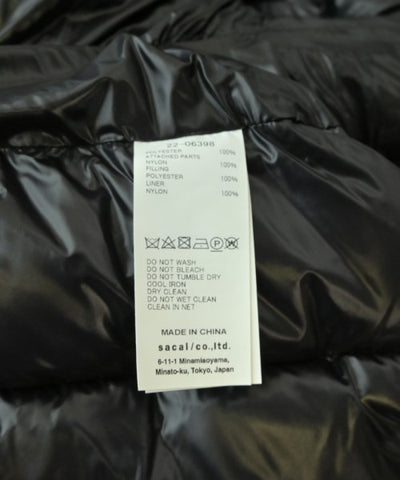 22-06398
POLYESTER 100%
ATTACHED PARTS
NYLON 100%
FILLING
POLYESTER 100%
LINER
NYLON 100%
DO NOT WASH
DO NOT BLEACH
DO NOT TUMBLE DRY
COOL IRON
DRY CLEAN
DO NOT WET CLEAN
CLEAN IN NET
MADE IN CHINA
sacai/co.,ltd.
6-11-1 Minamiaoyama,
Minato-ku, Tokyo, Japan